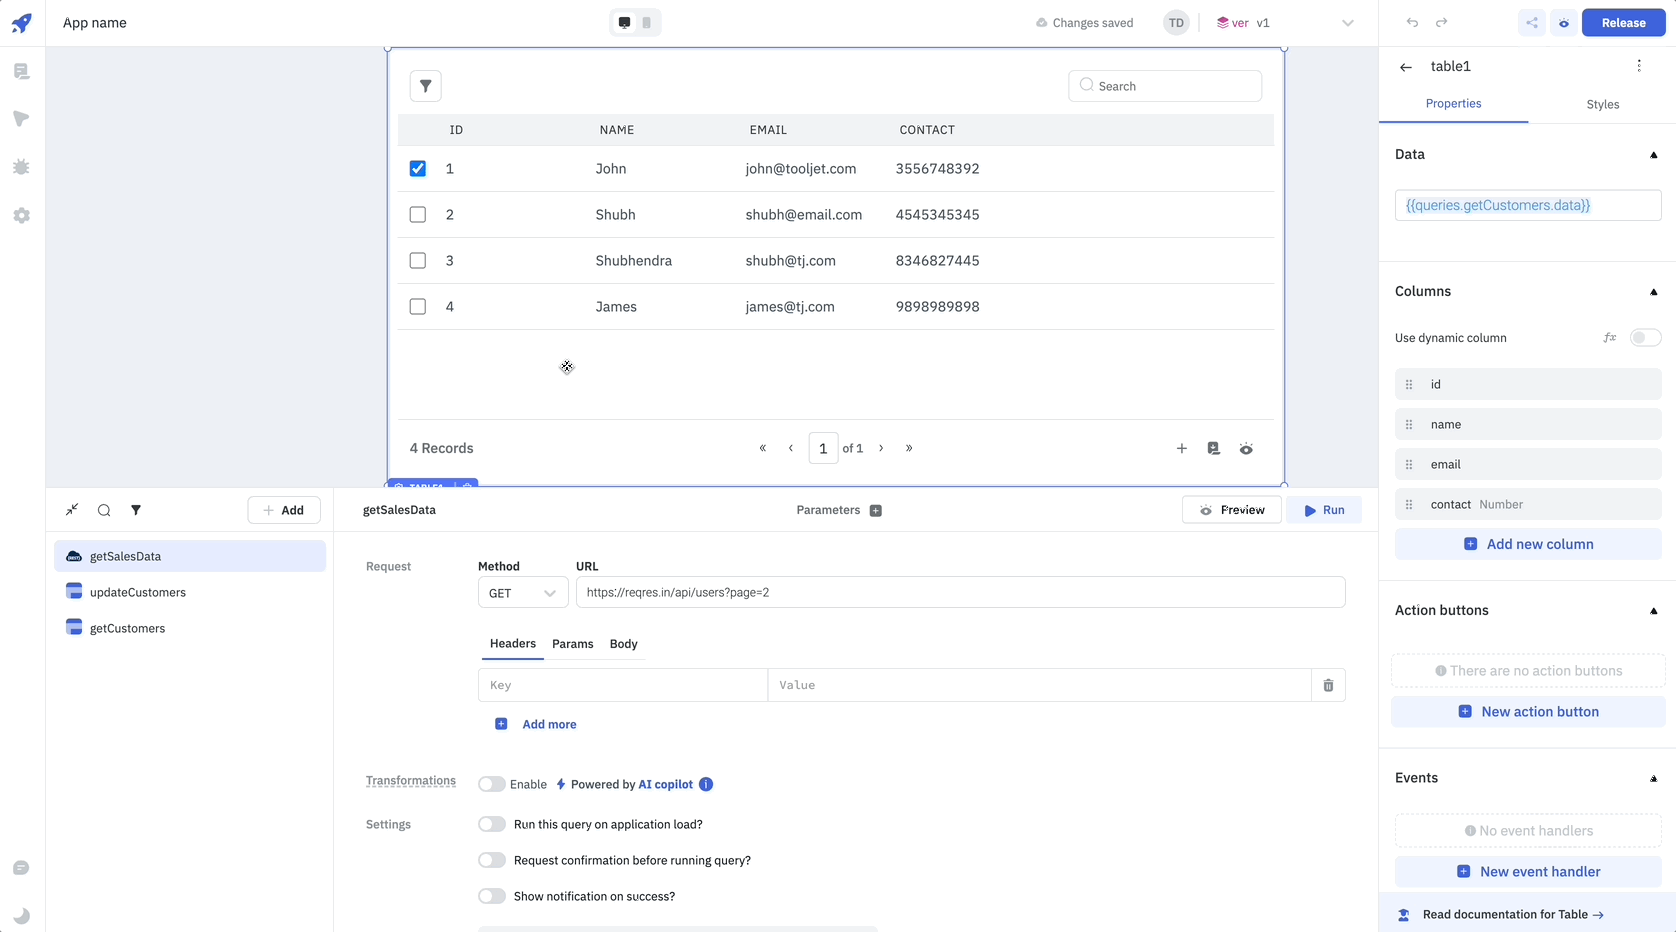 App name
Changes saved
TD
ver v1
Release
Search
ID NAME EMAIL CONTACT
1 John john@tooljet.com 3556748392
2 Shubh shubh@email.com 4545345345
3 Shubhendra shubh@tj.com 8346827445
4 James james@tj.com 9898989898
4 Records
« ‹ 1 of 1 › »
TABLE1
table1
Properties Styles
Data
{{queries.getCustomers.data}}
Columns
Use dynamic column fx
id
name
email
contact Number
Add new column
Action buttons
There are no action buttons
New action button
Events
No event handlers
New event handler
Read documentation for Table →
Add
getSalesData
updateCustomers
getCustomers
getSalesData
Parameters
Preview
Run
Request
Method URL
GET https://reqres.in/api/users?page=2
Headers Params Body
Key Value
Add more
Transformations
Enable Powered by AI copilot
Settings
Run this query on application load?
Request confirmation before running query?
Show notification on success?